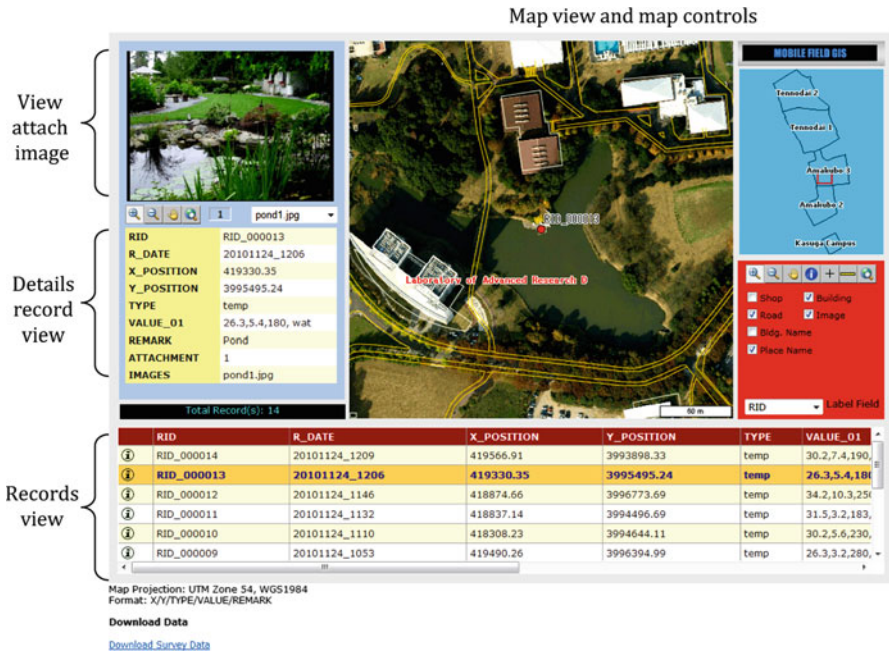 Map view and map controls
View
attach
image
1 pond1.jpg
Details
record
view
RID RID_000013
R_DATE 20101124_1206
X_POSITION 419330.35
Y_POSITION 3995495.24
TYPE temp
VALUE_01 26.3,5.4,180, wat
REMARK Pond
ATTACHMENT 1
IMAGES pond1.jpg
Total Record(s): 14
RID_000013
Laboratory of Advanced Research D
60 m
MOBILE FIELD GIS
Tennodai 2
Tennodai 1
Amakubo 3
Amakubo 2
Kasuga Campus
Shop Building
Road Image
Bldg. Name
Place Name
RID Label Field
Records
view
RID R_DATE X_POSITION Y_POSITION TYPE VALUE_01
RID_000014 20101124_1209 419566.91 3993898.33 temp 30.2,7.4,190,
RID_000013 20101124_1206 419330.35 3995495.24 temp 26.3,5.4,180
RID_000012 20101124_1146 418874.66 3996773.69 temp 34.2,10.3,250
RID_000011 20101124_1132 418837.14 3994496.69 temp 31.5,3.2,183,
RID_000010 20101124_1110 418308.23 3994644.11 temp 30.2,5.6,230,
RID_000009 20101124_1053 419490.26 3996394.99 temp 26.3,3.2,280,
Map Projection: UTM Zone 54, WGS1984
Format: X/Y/TYPE/VALUE/REMARK
Download Data
Download Survey Data